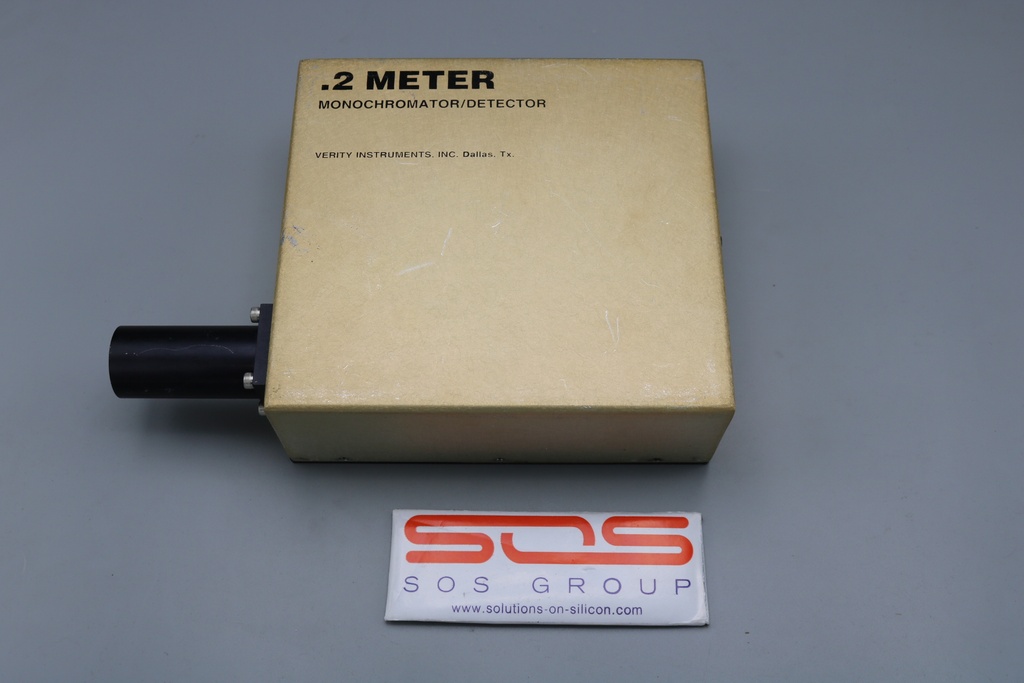 .2 METER
MONOCHROMATOR/DETECTOR
VERITY INSTRUMENTS, INC. Dallas, Tx.
SOS
SOS GROUP
www.solutions-on-silicon.com